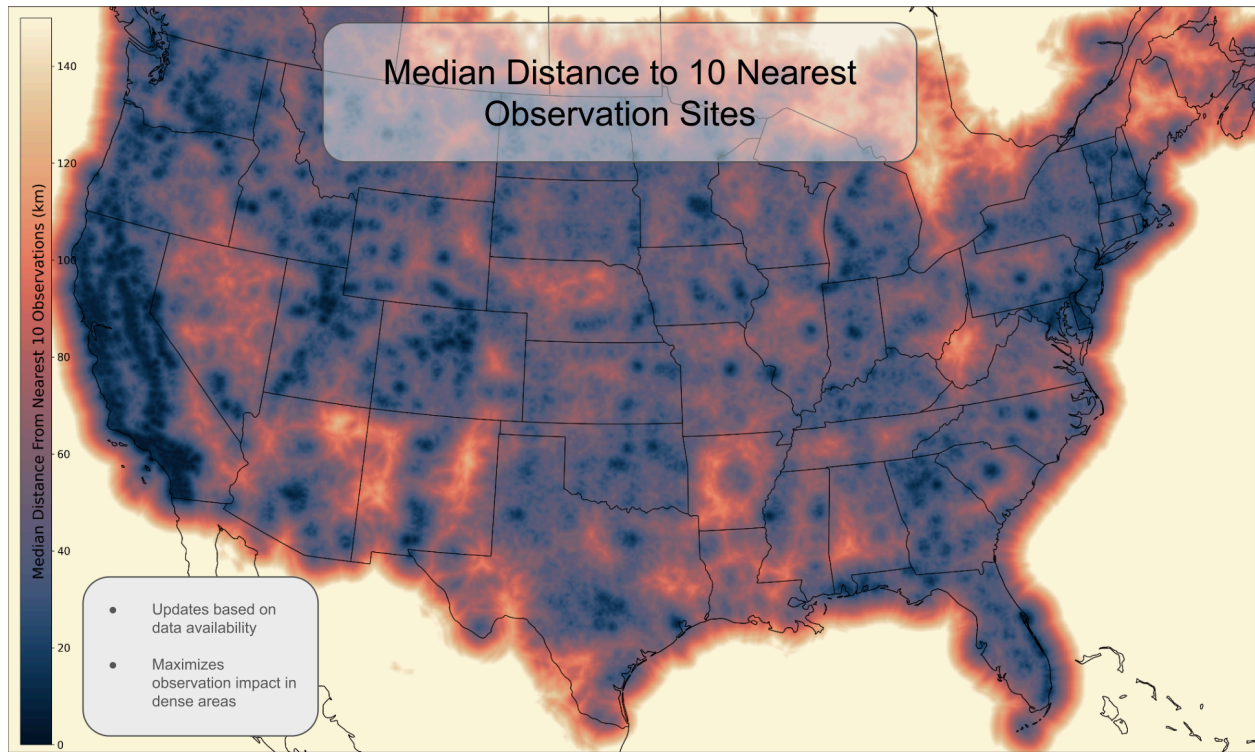 Median Distance to 10 Nearest
Observation Sites
Median Distance From Nearest 10 Observations (km)
140
120
100
80
60
40
20
0
● Updates based on
data availability
● Maximizes
observation impact in
dense areas